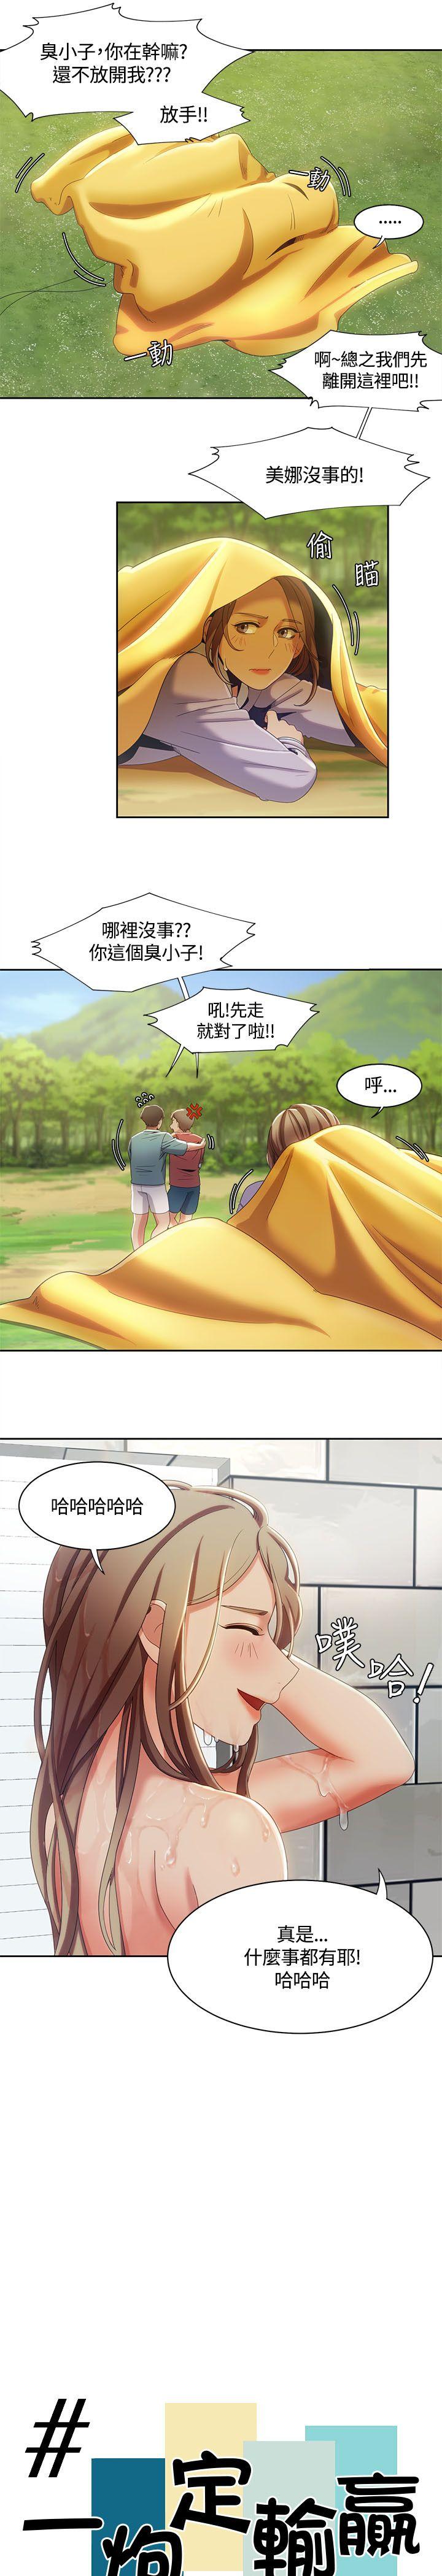 臭小子,你在幹嘛?
還不放開我???
放手!!
一動
.....
一動
啊~總之我們先
離開這裡吧!!
美娜沒事的!
偷
瞄
哪裡沒事??
你這個臭小子!
吼!先走
就對了啦!!
呼...
哈哈哈哈哈
噗
哈!
真是...
什麼事都有耶!
哈哈哈
#
一炮定輸贏